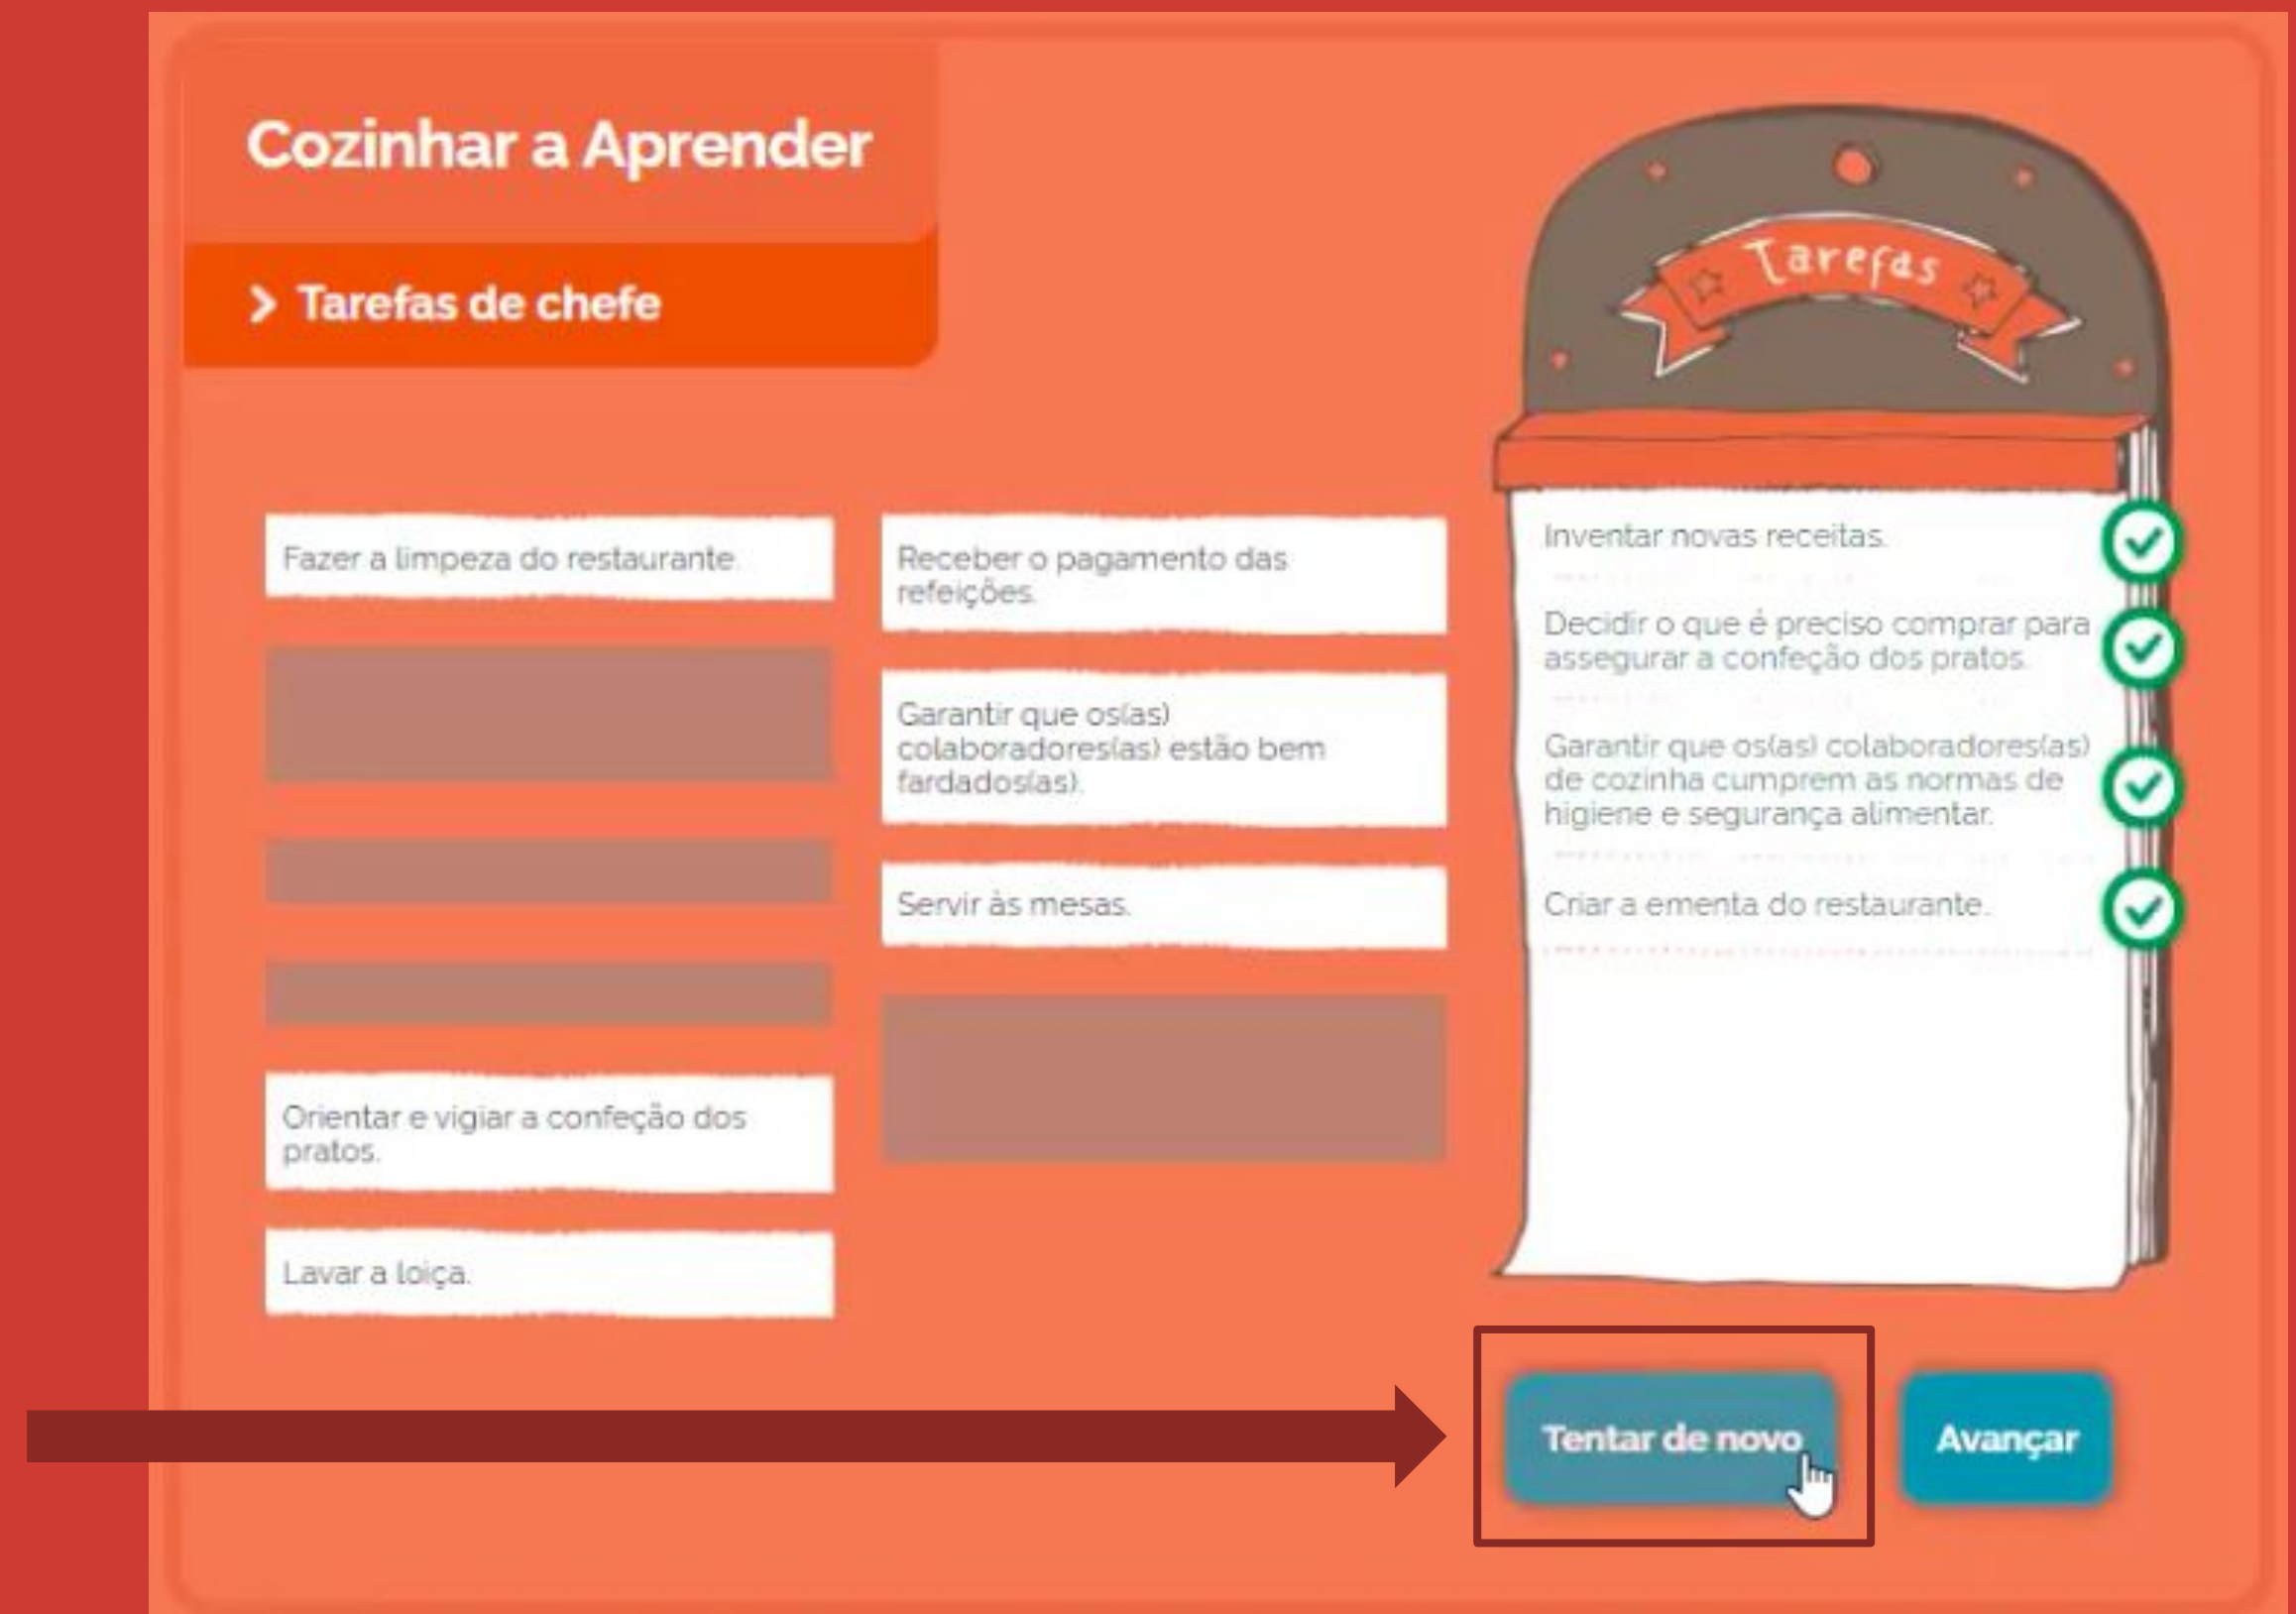 Cozinhar a Aprender
Tarefas de chefe
Fazer a limpeza do restaurante.
Orientar e vigiar a confeção dos
pratos.
Lavar a loiça.
Receber o pagamento das
refeições.
Garantir que os(as)
colaboradores(as) estão bem
fardados(as).
Servir às mesas.
Tarefas
Inventar novas receitas.
Decidir o que é preciso comprar para
assegurar a confeção dos pratos.
Garantir que os(as) colaboradores(as)
de cozinha cumprem as normas de
higiene e segurança alimentar.
Criar a ementa do restaurante.
Tentar de novo
Avançar